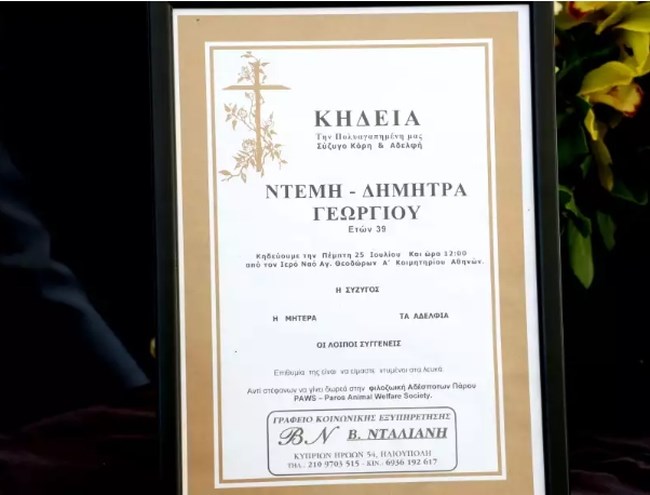 ΚΗΔΕΙΑ
Την Πολυαγαπημένη μας
Σύζυγο Κόρη & Αδελφή
ΝΤΕΜΗ - ΔΗΜΗΤΡΑ
ΓΕΩΡΓΙΟΥ
Ετών 39
Κηδεύουμε την Πέμπτη 25 Ιουλίου Και ώρα 12:00
από τον Ιερό Ναό Αγ. Θεοδώρων Α' Κοιμητηρίου Αθηνών.
Η ΣΥΖΥΓΟΣ
Η ΜΗΤΕΡΑ ΤΑ ΑΔΕΛΦΙΑ
ΟΙ ΛΟΙΠΟΙ ΣΥΓΓΕΝΕΙΣ
Επιθυμία της είναι να είμαστε ντυμένοι στα λευκά.
Αντί στεφάνων να γίνει δωρεά στην φιλοζωική Αδέσποτων Πάρου
PAWS – Paros Animal Welfare Society.
ΓΡΑΦΕΙΟ ΚΟΙΝΩΝΙΚΗΣ ΕΞΥΠΗΡΕΤΗΣΗΣ
B.N Β. ΝΤΑΛΙΑΝΗ
ΚΥΠΡΙΩΝ ΗΡΩΩΝ 54, ΗΛΙΟΥΠΟΛΗ
ΤΗΛ.: 210 9703 515 - ΚΙΝ.: 6936 192 617